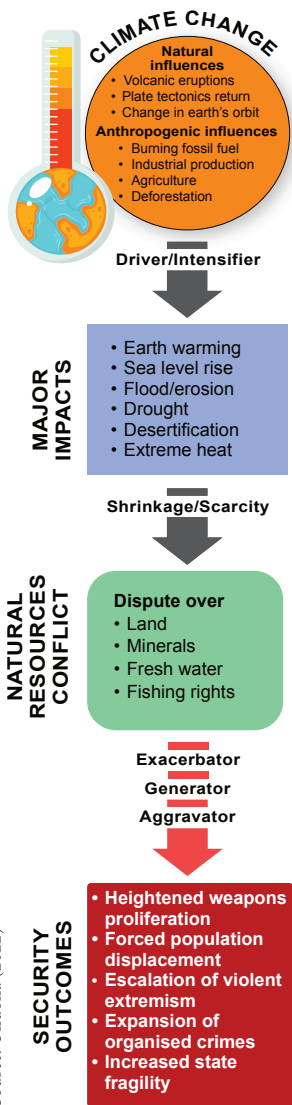 CLIMATE CHANGE
Natural
influences
• Volcanic eruptions
• Plate tectonics return
• Change in earth's orbit
Anthropogenic influences
• Burning fossil fuel
• Industrial production
• Agriculture
• Deforestation
Driver/Intensifier
MAJOR
IMPACTS
• Earth warming
• Sea level rise
• Flood/erosion
• Drought
• Desertification
• Extreme heat
Shrinkage/Scarcity
NATURAL
RESOURCES
CONFLICT
Dispute over
• Land
• Minerals
• Fresh water
• Fishing rights
Exacerbator
Generator
Aggravator
SECURITY
OUTCOMES
• Heightened weapons
proliferation
• Forced population
displacement
• Escalation of violent
extremism
• Expansion of
organised crimes
• Increased state
fragility